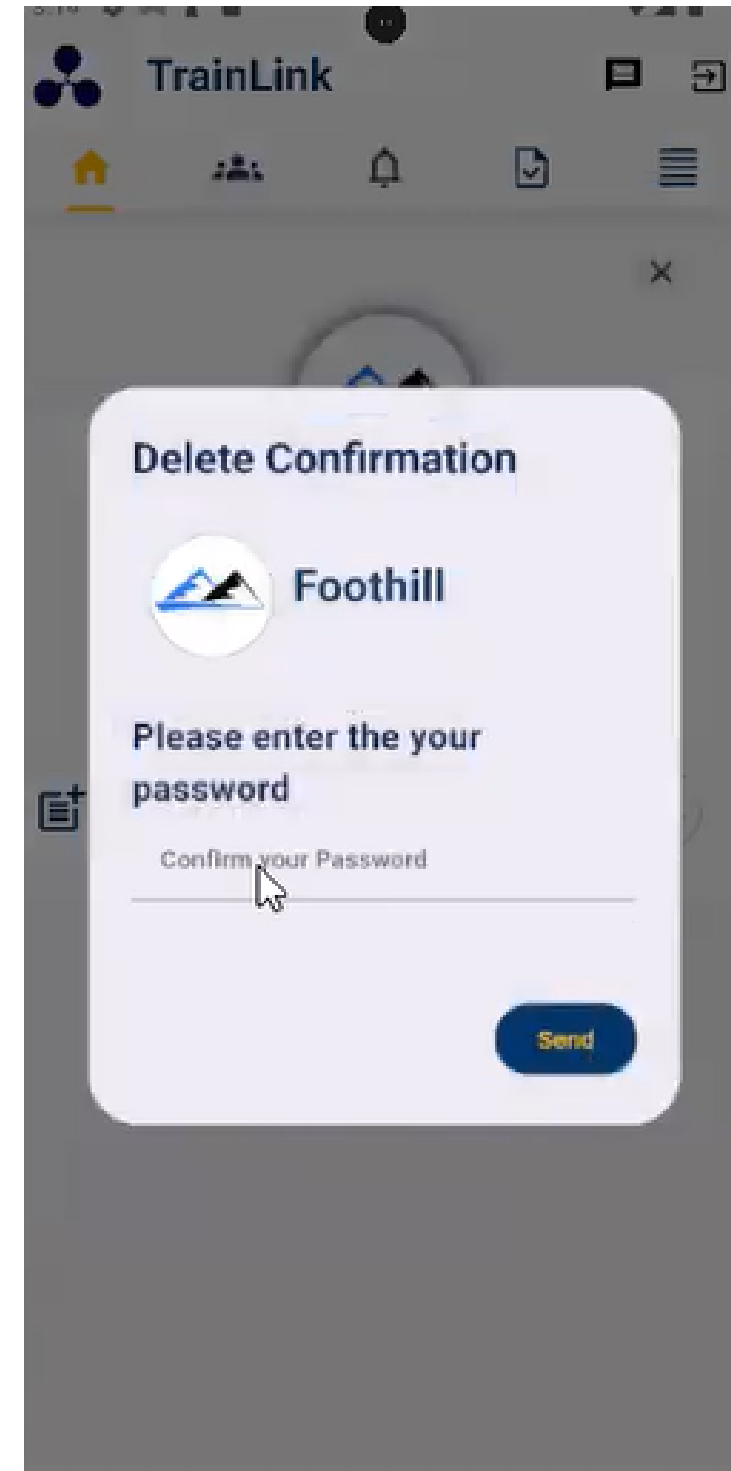 TrainLink
Delete Confirmation
Foothill
Please enter the your
password
Confirm your Password
Send